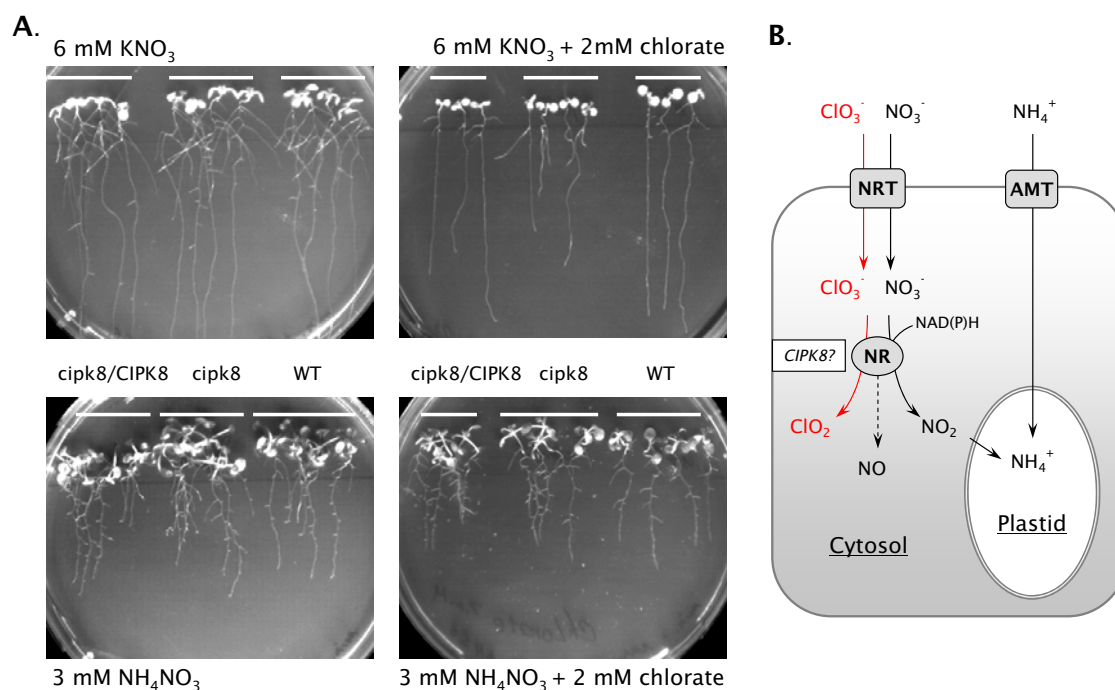 A.
6 mM KNO₃
6 mM KNO₃ + 2mM chlorate
cipk8/CIPK8 cipk8 WT
cipk8/CIPK8 cipk8 WT
3 mM NH₄NO₃
3 mM NH₄NO₃ + 2 mM chlorate
B.
ClO₃⁻ NO₃⁻ NH₄⁺
NRT AMT
ClO₃⁻ NO₃⁻
NAD(P)H
CIPK8? NR
ClO₂ NO₂
NO NH₄⁺
Plastid
Cytosol